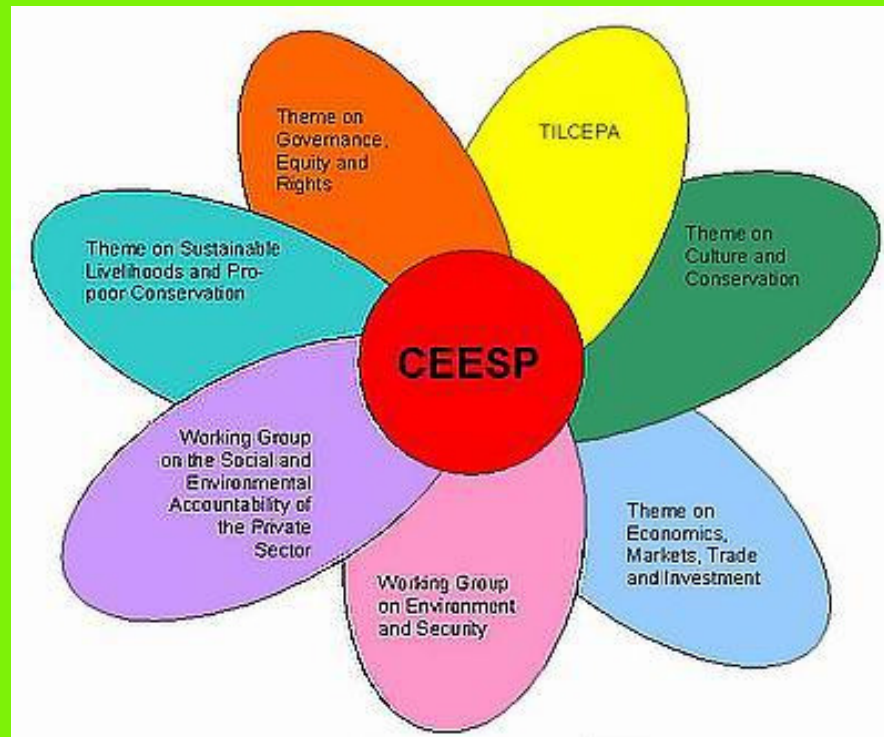 Theme on
Governance,
Equity and
Rights
TILCEPA
Theme on
Culture and
Conservation
Theme on Sustainable
Livelihoods and Pro-
poor Conservation
CEESP
Working Group
on the Social and
Environmental
Accountability of
the Private
Sector
Theme on
Economics,
Markets, Trade
and Investment
Working Group
on Environment
and Security